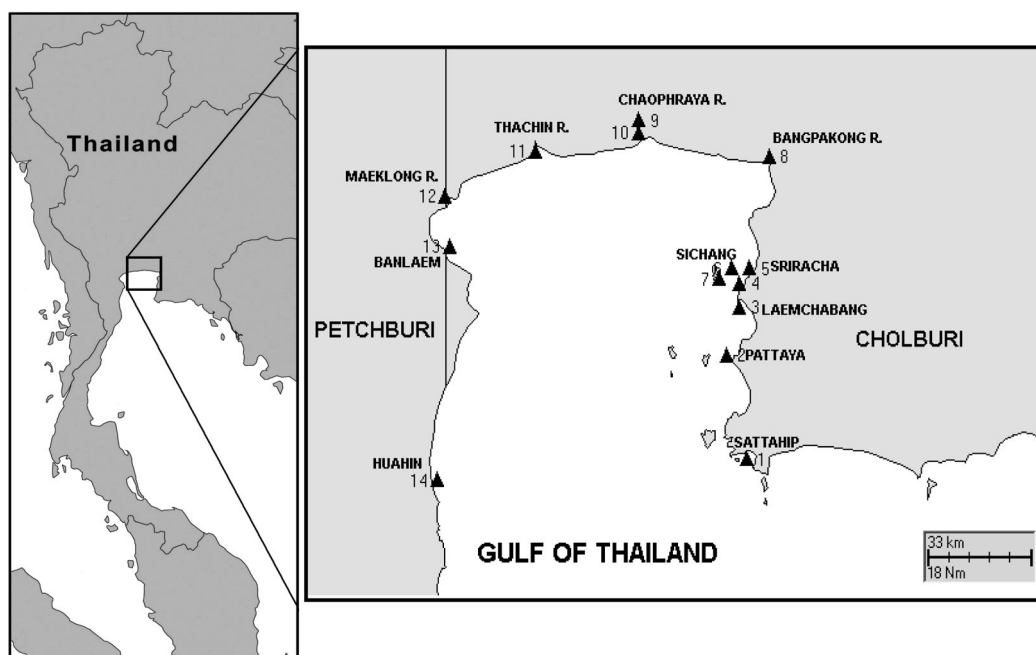 Thailand
CHAOPHRAYA R.
9
10
THACHIN R.
11
BANGPAKONG R.
8
MAEKLONG R.
12
13
BANLAEM
SICHANG
6
5
SRIRACHA
7
4
3
LAEMCHABANG
PETCHBURI
CHOLBURI
2
PATTAYA
SATTAHIP
1
HUAHIN
14
GULF OF THAILAND
33 km
18 Nm